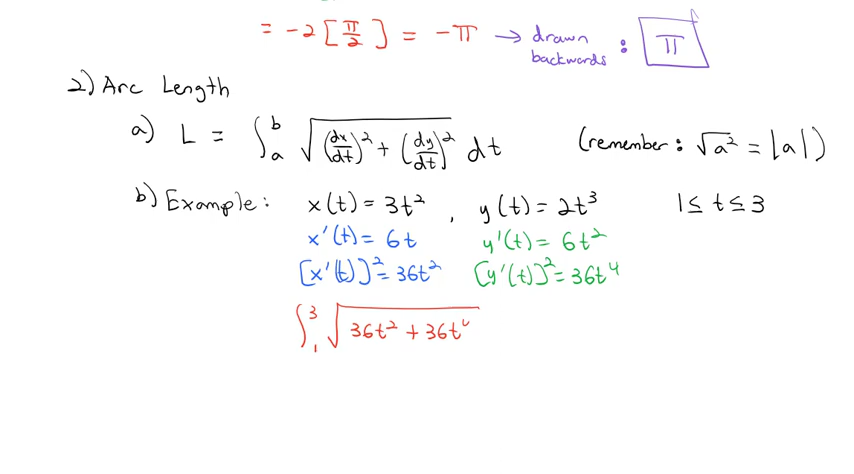 = -2 [π/2] = -π → drawn backwards : π
2) Arc Length
a) L = ∫_a^b √((dx/dt)² + (dy/dt)²) dt (remember: √a² = |a|)
b) Example: x(t) = 3t² , y(t) = 2t³ 1 ≤ t ≤ 3
x'(t) = 6t y'(t) = 6t²
[x'(t)]² = 36t² [y'(t)]² = 36t⁴
∫_1^3 √(36t² + 36t